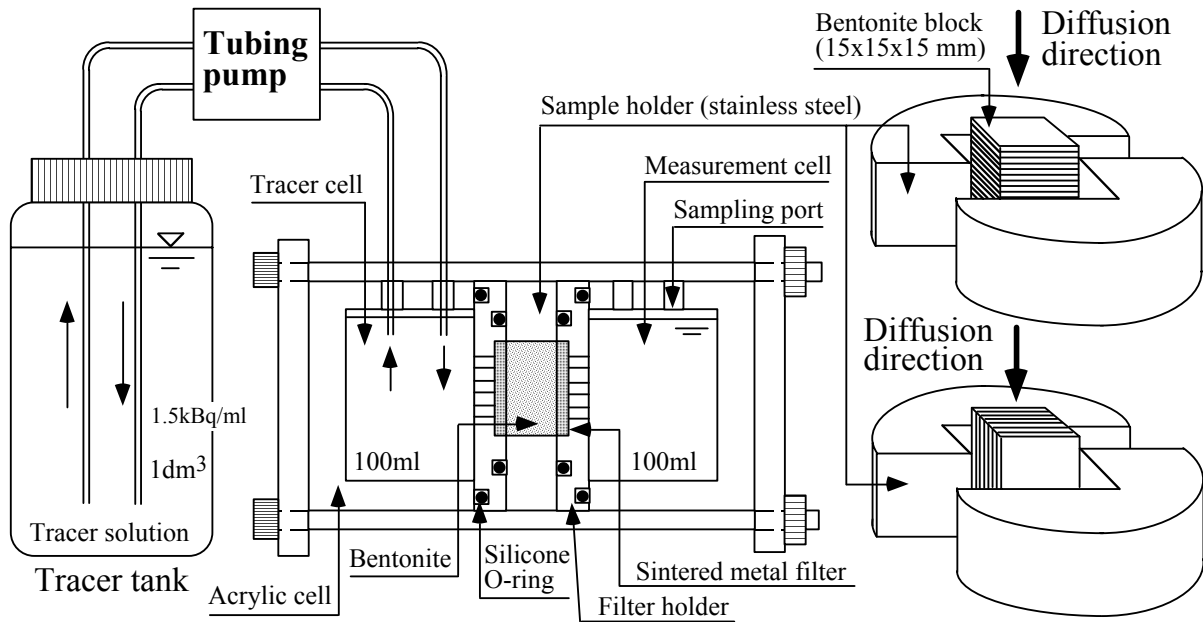 Tubing
pump
Bentonite block
(15x15x15 mm)
Diffusion
direction
Sample holder (stainless steel)
Tracer cell
Measurement cell
Sampling port
Diffusion
direction
1.5kBq/ml
1dm³
100ml
100ml
Tracer solution
Tracer tank
Bentonite
Silicone
O-ring
Sintered metal filter
Acrylic cell
Filter holder